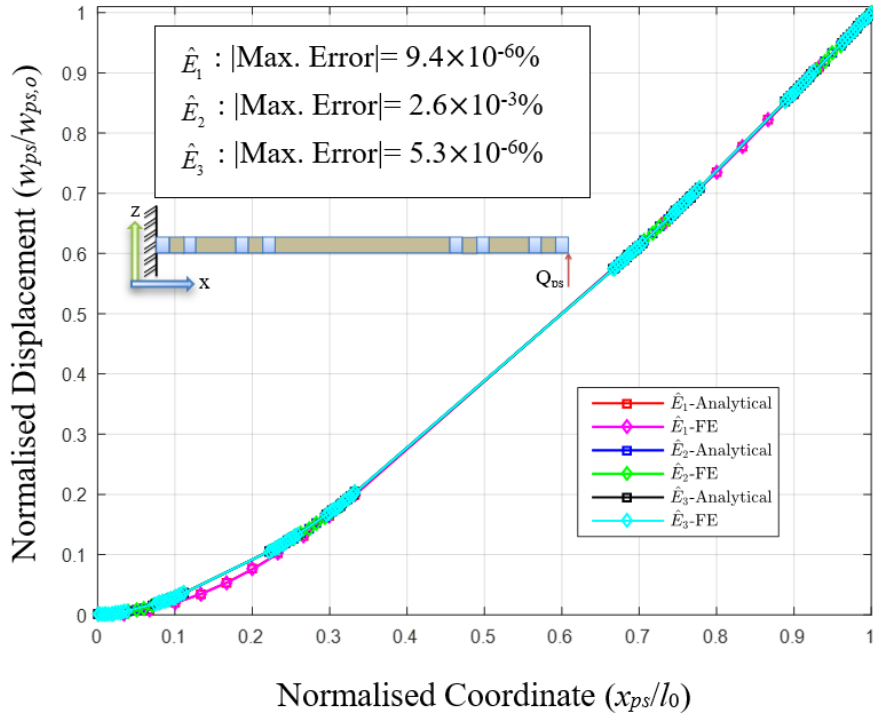 Ê₁ : |Max. Error|= 9.4×10⁻⁶%
Ê₂ : |Max. Error|= 2.6×10⁻³%
Ê₃ : |Max. Error|= 5.3×10⁻⁶%
z
x
Qps
Ê₁-Analytical
Ê₁-FE
Ê₂-Analytical
Ê₂-FE
Ê₃-Analytical
Ê₃-FE
Normalised Displacement (wps/wps,o)
1
0.9
0.8
0.7
0.6
0.5
0.4
0.3
0.2
0.1
0
0 0.1 0.2 0.3 0.4 0.5 0.6 0.7 0.8 0.9 1
Normalised Coordinate (xps/l₀)